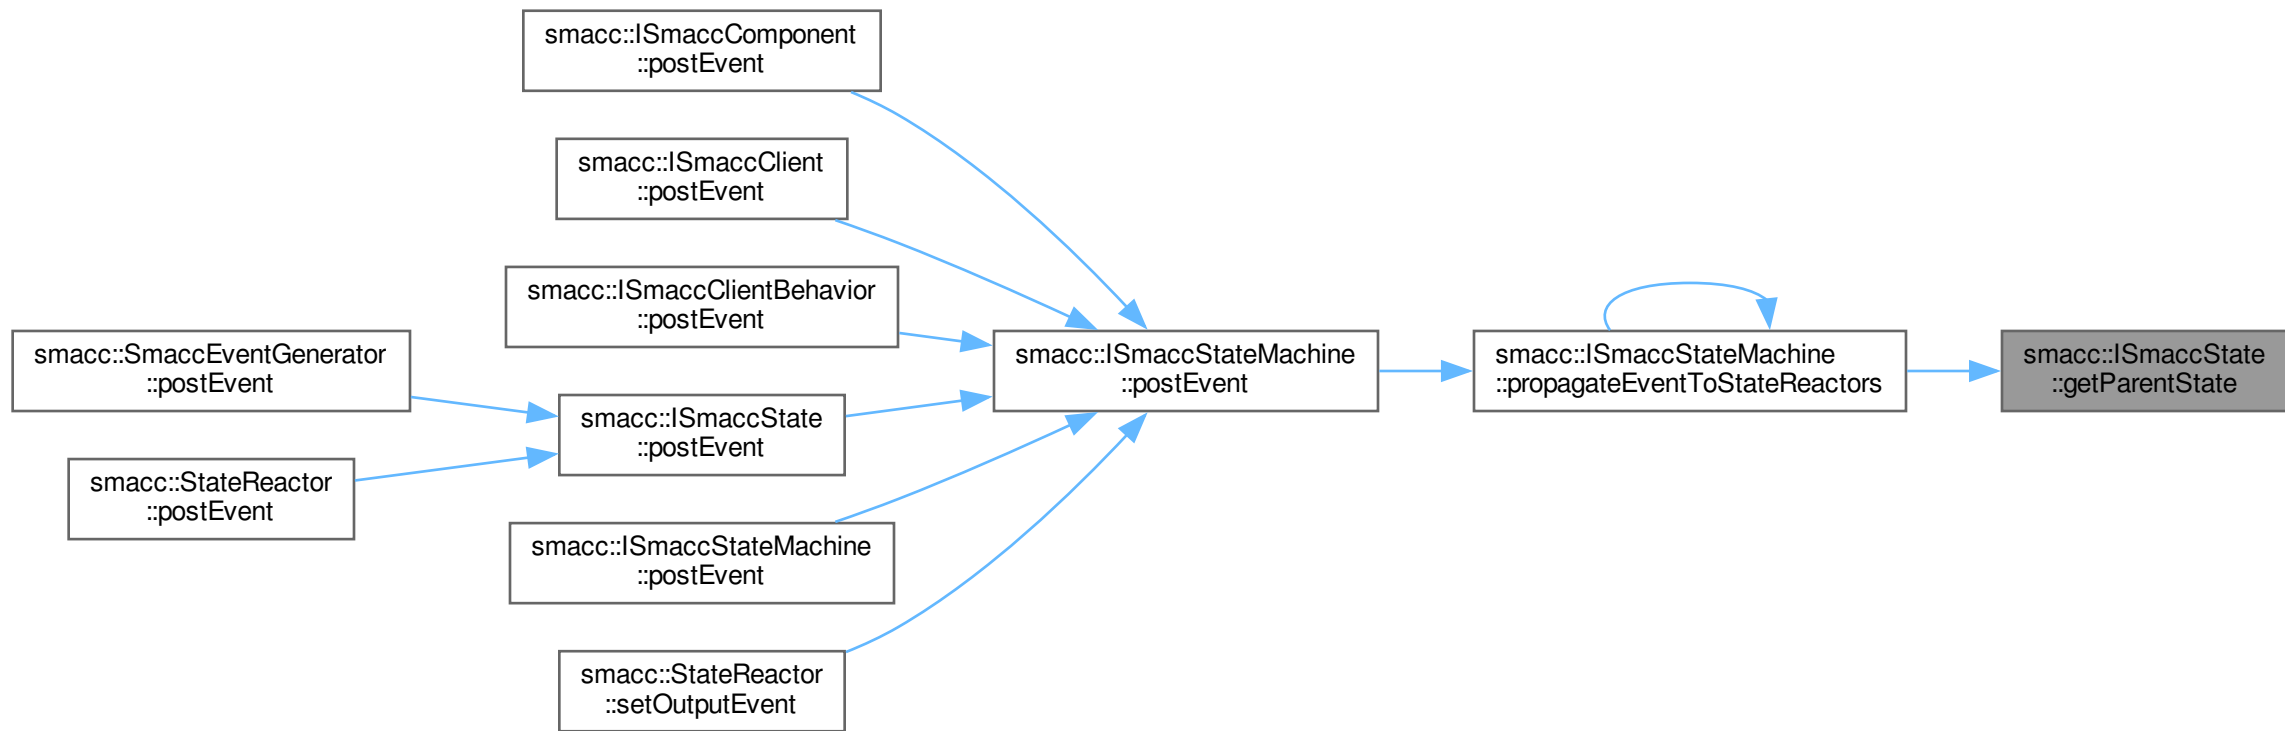 smacc::ISmaccComponent
::postEvent
smacc::ISmaccClient
::postEvent
smacc::ISmaccClientBehavior
::postEvent
smacc::SmaccEventGenerator
::postEvent
smacc::ISmaccStateMachine
::postEvent
smacc::ISmaccStateMachine
::propagateEventToStateReactors
smacc::ISmaccState
::getParentState
smacc::ISmaccState
::postEvent
smacc::StateReactor
::postEvent
smacc::ISmaccStateMachine
::postEvent
smacc::StateReactor
::setOutputEvent